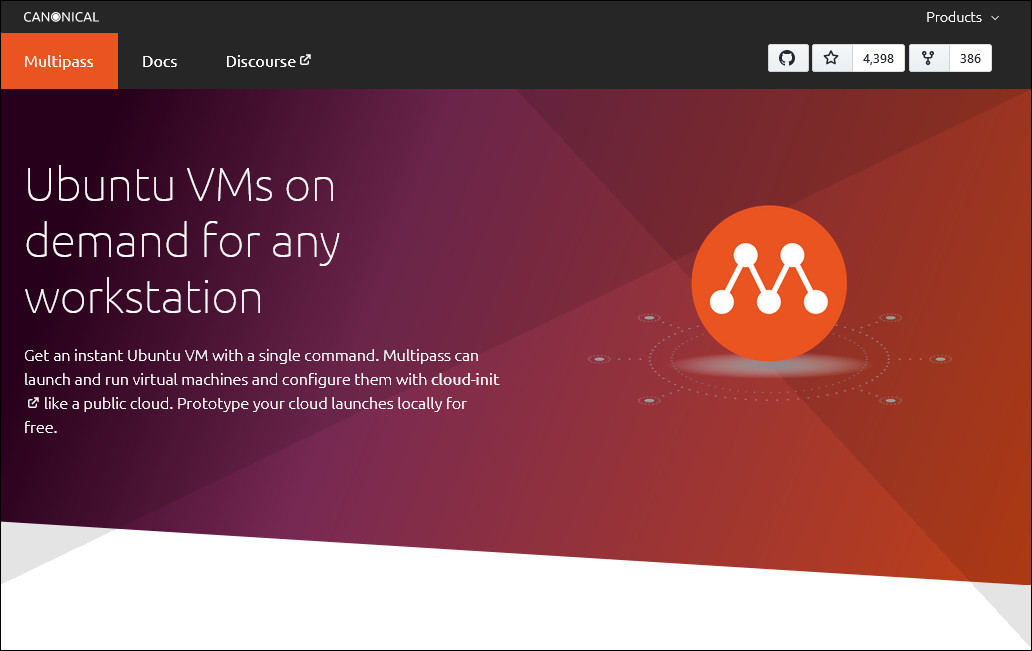 CANONICAL
Products
Multipass
Docs
Discourse
4,398
386
Ubuntu VMs on
demand for any
workstation
Get an instant Ubuntu VM with a single command. Multipass can
launch and run virtual machines and configure them with cloud-init
like a public cloud. Prototype your cloud launches locally for
free.